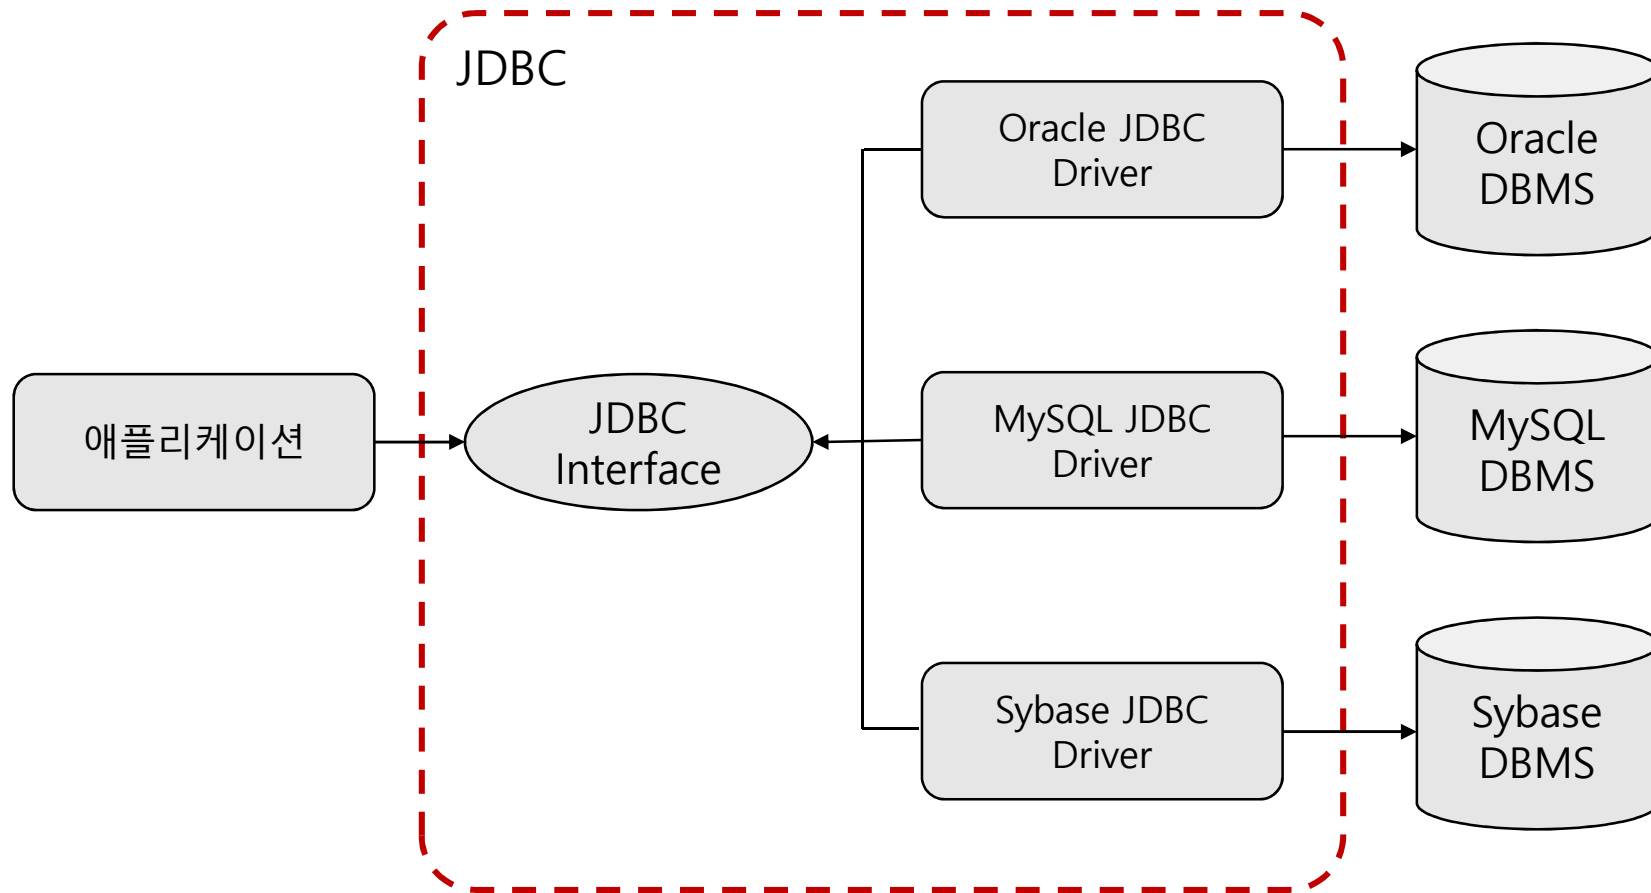 JDBC
Oracle JDBC
Driver
Oracle
DBMS
애플리케이션
JDBC
Interface
MySQL JDBC
Driver
MySQL
DBMS
Sybase JDBC
Driver
Sybase
DBMS